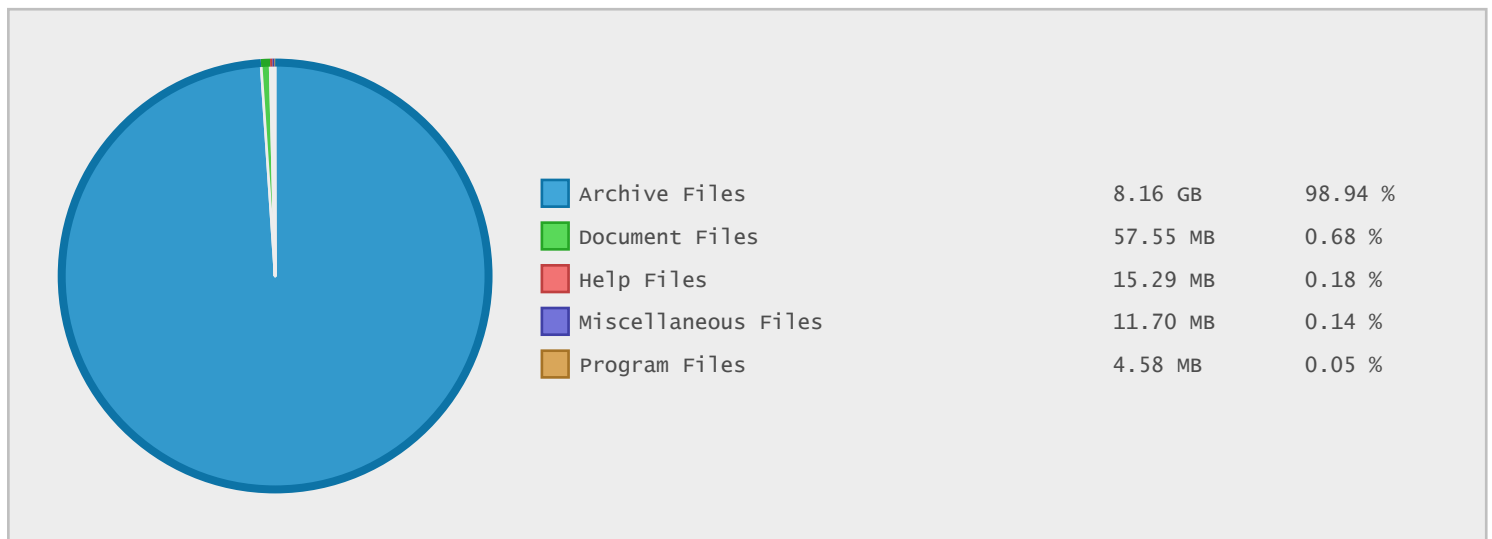 Archive Files 8.16 GB 98.94 %
Document Files 57.55 MB 0.68 %
Help Files 15.29 MB 0.18 %
Miscellaneous Files 11.70 MB 0.14 %
Program Files 4.58 MB 0.05 %